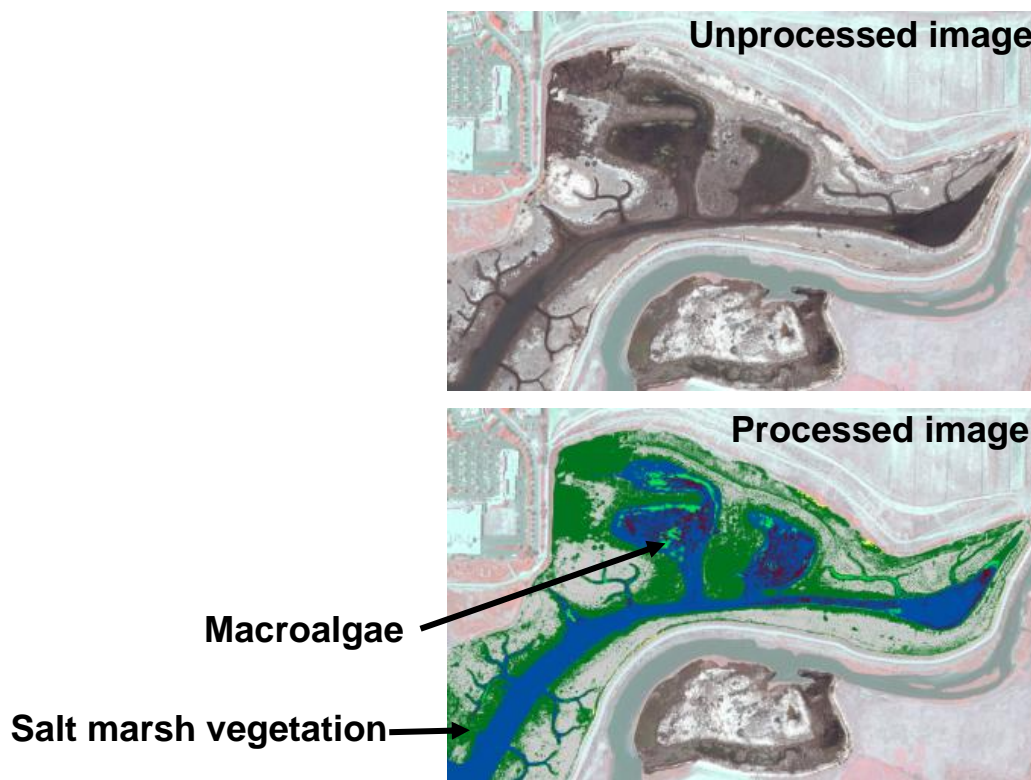 Unprocessed image
Processed image
Macroalgae
Salt marsh vegetation